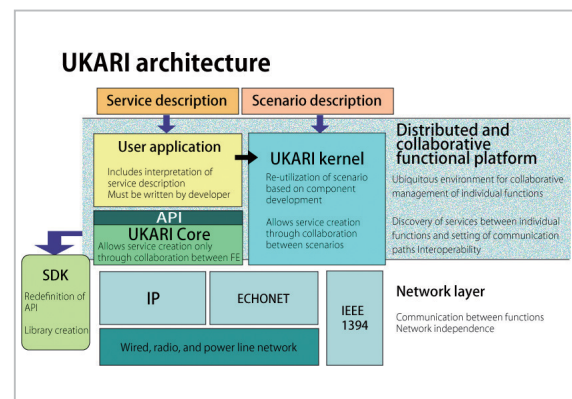 UKARI architecture
Service description
Scenario description
User application
Includes interpretation of
service description
Must be written by developer
UKARI kernel
Re-utilization of scenario
based on component
development
Allows service creation
through collaboration
between scenarios
Distributed and
collaborative
functional platform
Ubiquitous environment for collaborative
management of individual functions
Discovery of services between individual
functions and setting of communication
paths Interoperability
API
UKARI Core
Allows service creation only
through collaboration between FE
SDK
Redefinition of
API
Library creation
IP
ECHONET
IEEE
1394
Wired, radio, and power line network
Network layer
Communication between functions
Network independence